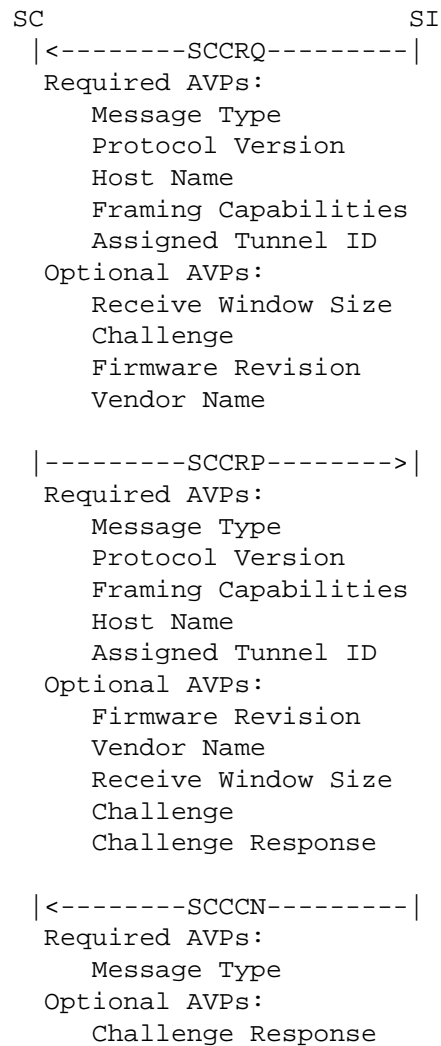 SC                         SI
 |<--------SCCRQ---------|
  Required AVPs:
     Message Type
     Protocol Version
     Host Name
     Framing Capabilities
     Assigned Tunnel ID
  Optional AVPs:
     Receive Window Size
     Challenge
     Firmware Revision
     Vendor Name

 |---------SCCRP-------->|
  Required AVPs:
     Message Type
     Protocol Version
     Framing Capabilities
     Host Name
     Assigned Tunnel ID
  Optional AVPs:
     Firmware Revision
     Vendor Name
     Receive Window Size
     Challenge
     Challenge Response

 |<--------SCCCN---------|
  Required AVPs:
     Message Type
  Optional AVPs:
     Challenge Response